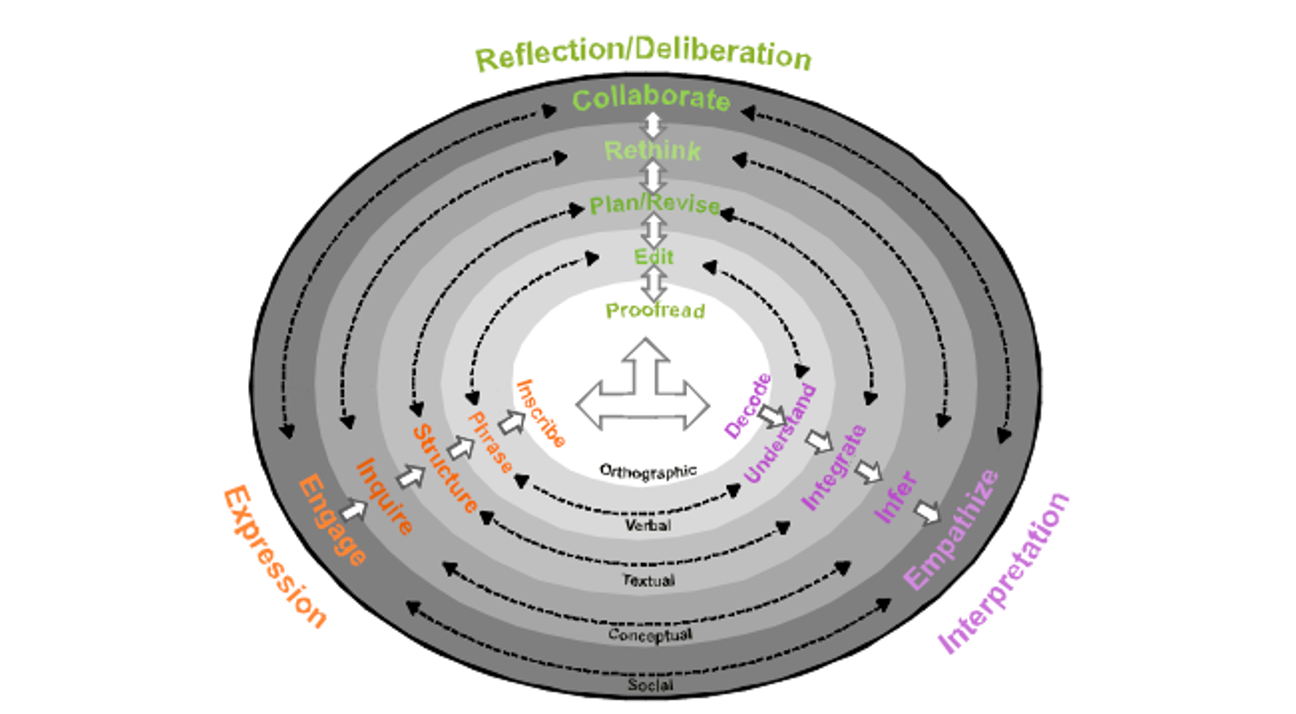 Reflection/Deliberation
Collaborate
Rethink
Plan/Revise
Edit
Proofread
Expression
Engage
Inquire
Structure
Phrase
Inscribe
Decode
Understand
Integrate
Infer
Empathize
Interpretation
Orthographic
Verbal
Textual
Conceptual
Social